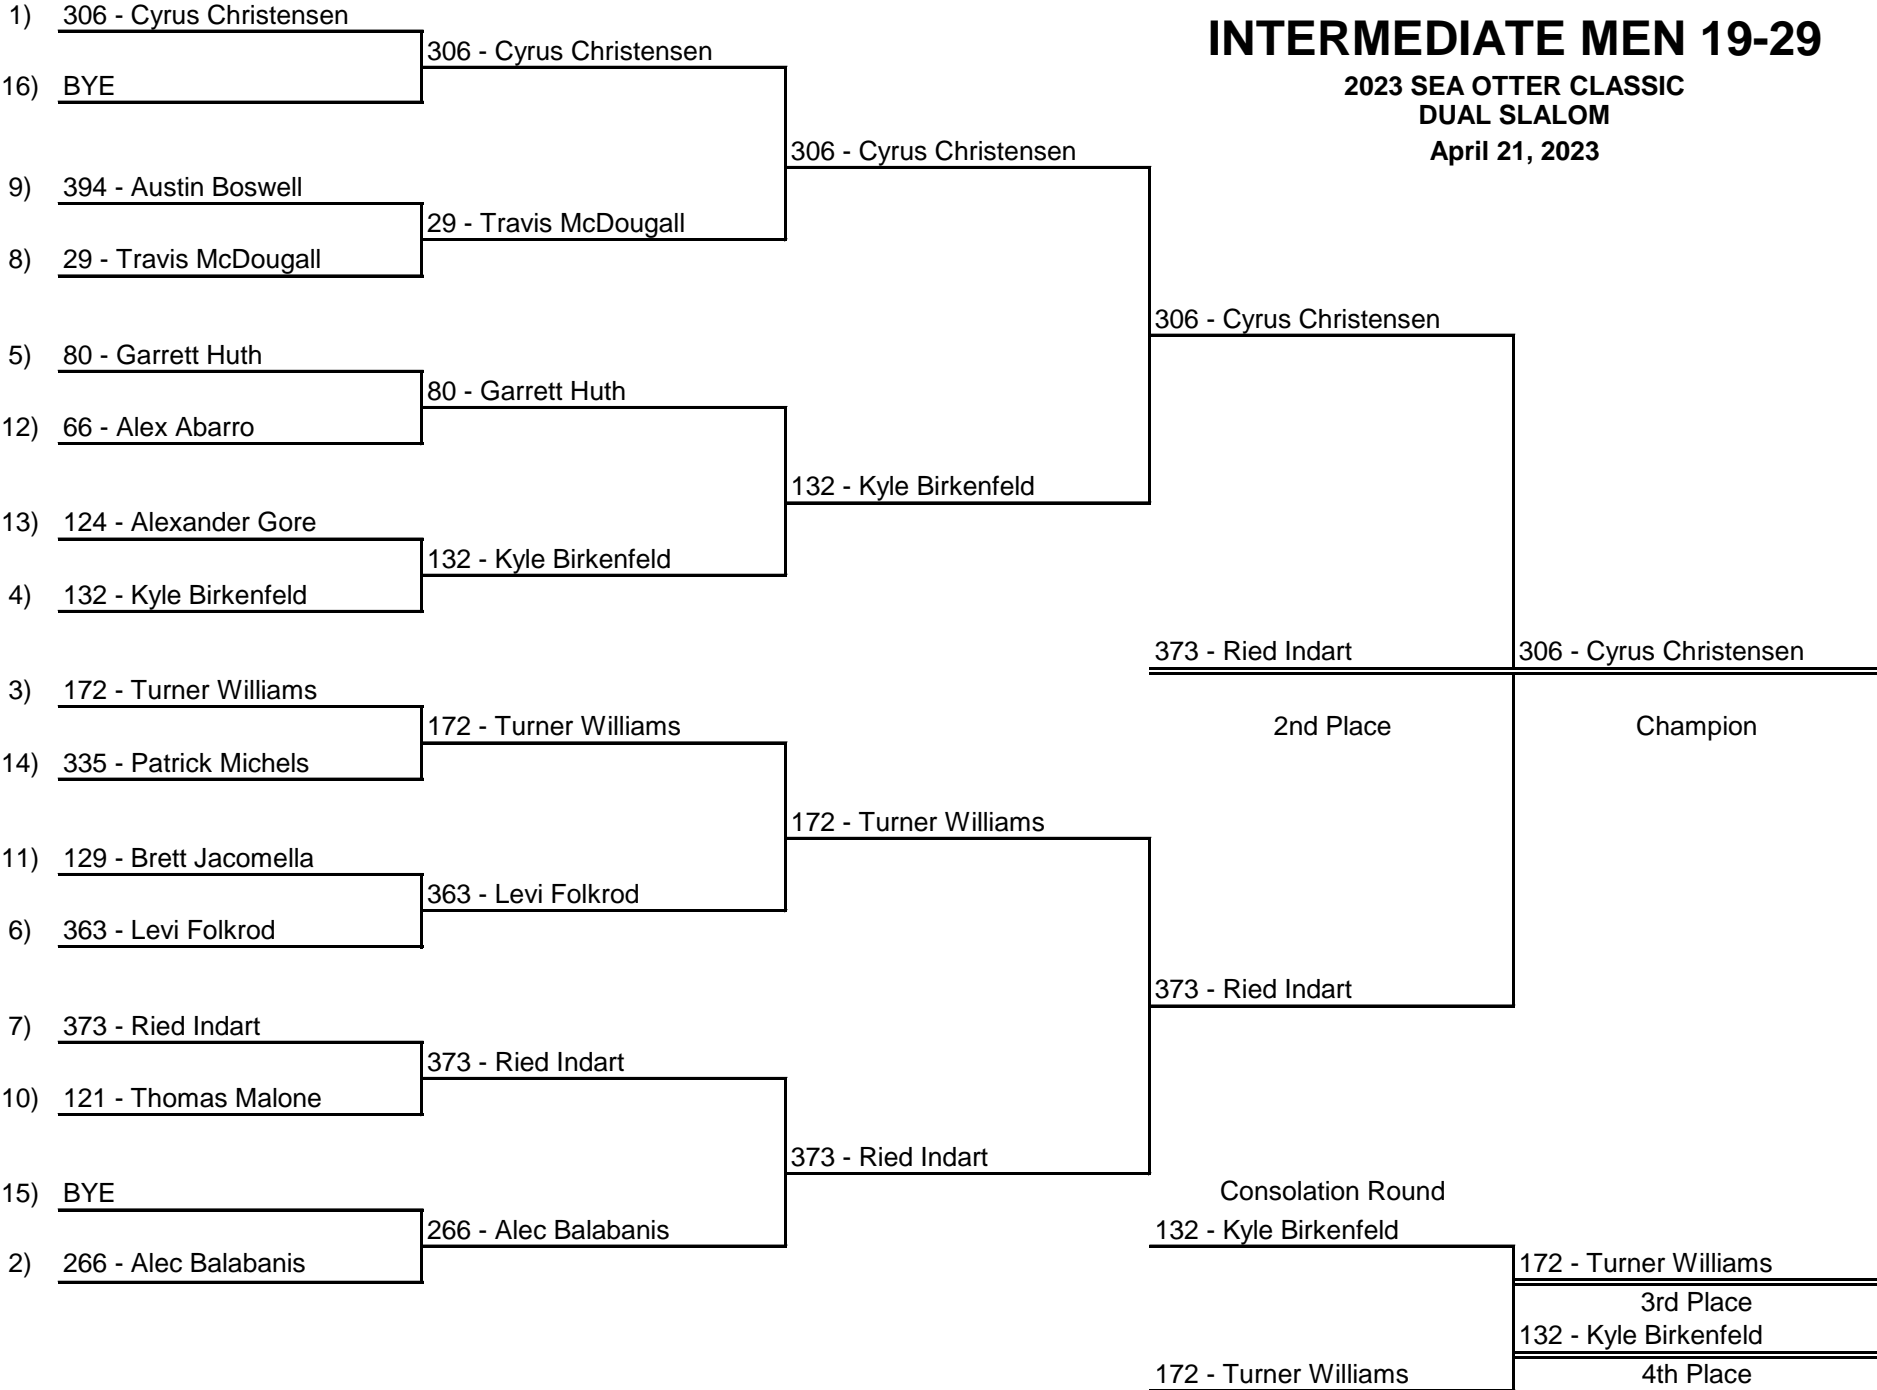 INTERMEDIATE MEN 19-29
2023 SEA OTTER CLASSIC
DUAL SLALOM
April 21, 2023
1) 306 - Cyrus Christensen
16) BYE
9) 394 - Austin Boswell
8) 29 - Travis McDougall
5) 80 - Garrett Huth
12) 66 - Alex Abarro
13) 124 - Alexander Gore
4) 132 - Kyle Birkenfeld
3) 172 - Turner Williams
14) 335 - Patrick Michels
11) 129 - Brett Jacomella
6) 363 - Levi Folkrod
7) 373 - Ried Indart
10) 121 - Thomas Malone
15) BYE
2) 266 - Alec Balabanis
306 - Cyrus Christensen
29 - Travis McDougall
80 - Garrett Huth
132 - Kyle Birkenfeld
172 - Turner Williams
363 - Levi Folkrod
373 - Ried Indart
266 - Alec Balabanis
306 - Cyrus Christensen
132 - Kyle Birkenfeld
172 - Turner Williams
373 - Ried Indart
306 - Cyrus Christensen
373 - Ried Indart
373 - Ried Indart
2nd Place
306 - Cyrus Christensen
Champion
Consolation Round
132 - Kyle Birkenfeld
172 - Turner Williams
172 - Turner Williams
3rd Place
132 - Kyle Birkenfeld
4th Place